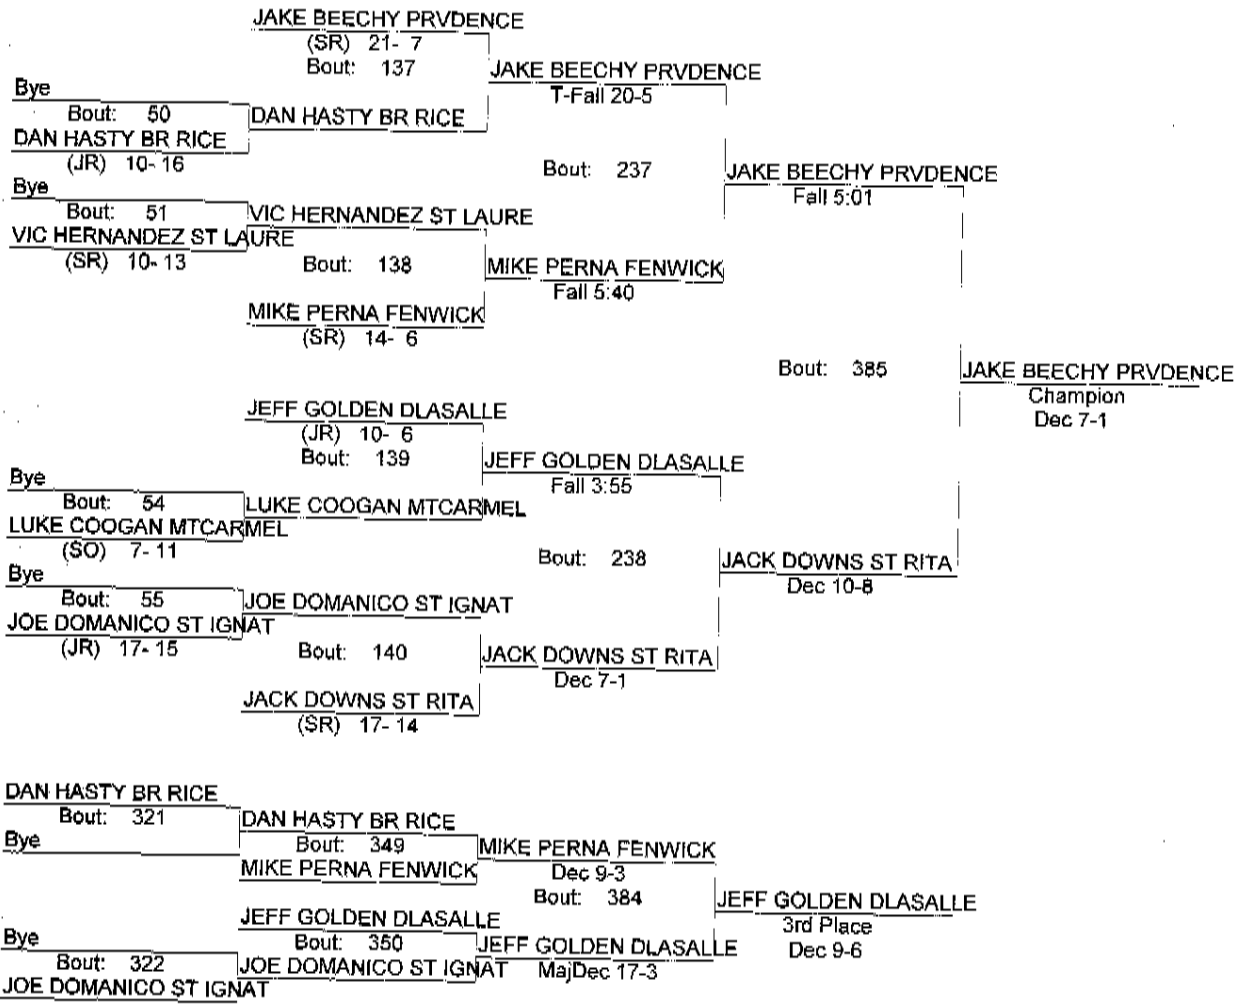 JAKE BEECHY PRVDENCE
(SR) 21- 7
Bout: 137
JAKE BEECHY PRVDENCE
T-Fall 20-5
Bye
Bout: 50
DAN HASTY BR RICE
DAN HASTY BR RICE
(JR) 10- 16
Bout: 237
JAKE BEECHY PRVDENCE
Fall 5:01
Bye
Bout: 51
VIC HERNANDEZ ST LAURE
VIC HERNANDEZ ST LAURE
(SR) 10- 13
Bout: 138
MIKE PERNA FENWICK
Fall 5:40
MIKE PERNA FENWICK
(SR) 14- 6
Bout: 385
JAKE BEECHY PRVDENCE
Champion
Dec 7-1
JEFF GOLDEN DLASALLE
(JR) 10- 6
Bout: 139
JEFF GOLDEN DLASALLE
Fall 3:55
Bye
Bout: 54
LUKE COOGAN MTCARMEL
LUKE COOGAN MTCARMEL
(SO) 7- 11
Bout: 238
JACK DOWNS ST RITA
Dec 10-8
Bye
Bout: 55
JOE DOMANICO ST IGNAT
JOE DOMANICO ST IGNAT
(JR) 17- 15
Bout: 140
JACK DOWNS ST RITA
Dec 7-1
JACK DOWNS ST RITA
(SR) 17- 14
DAN HASTY BR RICE
Bout: 321
DAN HASTY BR RICE
Bye
Bout: 349
MIKE PERNA FENWICK
MIKE PERNA FENWICK
Dec 9-3
Bout: 384
JEFF GOLDEN DLASALLE
3rd Place
Dec 9-6
JEFF GOLDEN DLASALLE
Bye
Bout: 350
JEFF GOLDEN DLASALLE
Bout: 322
JOE DOMANICO ST IGNAT
MajDec 17-3
JOE DOMANICO ST IGNAT